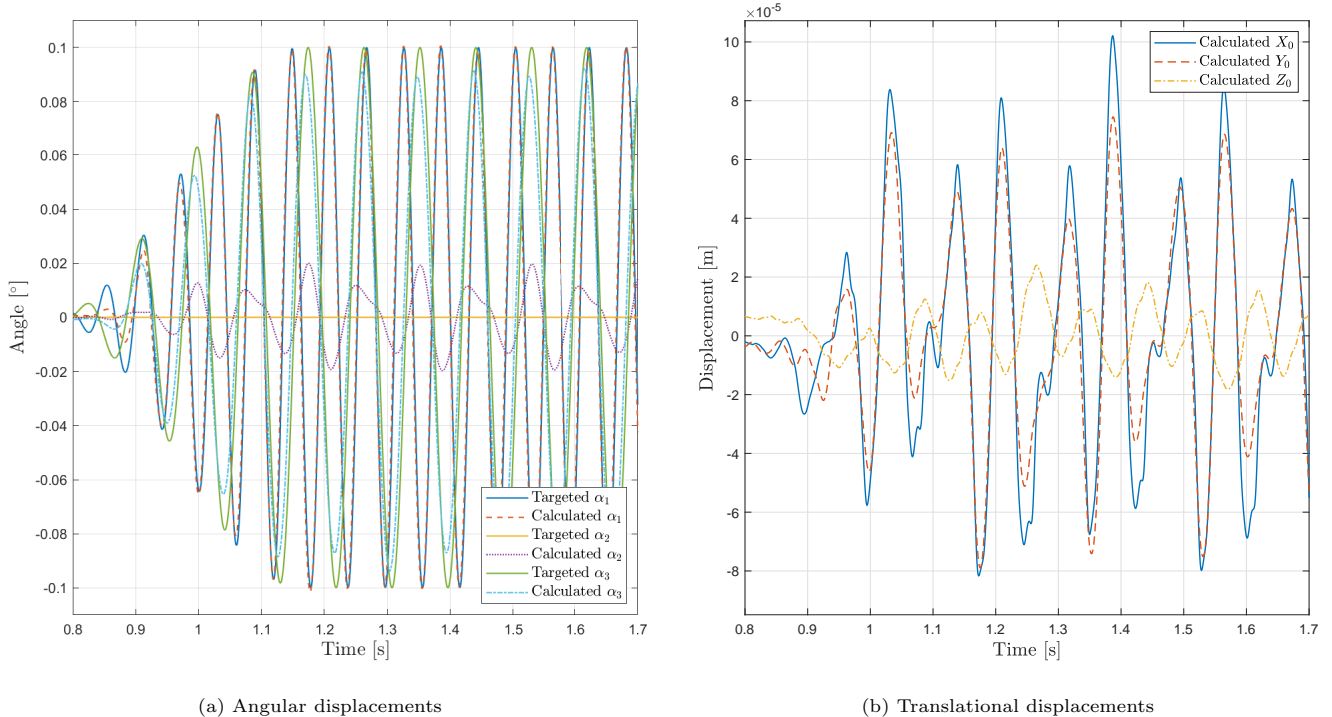 0.1
0.08
0.06
0.04
0.02
0
-0.02
-0.04
-0.06
-0.08
-0.1
Angle [°]
0.8 0.9 1 1.1 1.2 1.3 1.4 1.5 1.6 1.7
Time [s]
Targeted α₁
Calculated α₁
Targeted α₂
Calculated α₂
Targeted α₃
Calculated α₃
(a) Angular displacements
×10⁻⁵
10
8
6
4
2
0
-2
-4
-6
-8
Displacement [m]
Calculated X₀
Calculated Y₀
Calculated Z₀
0.8 0.9 1 1.1 1.2 1.3 1.4 1.5 1.6 1.7
Time [s]
(b) Translational displacements